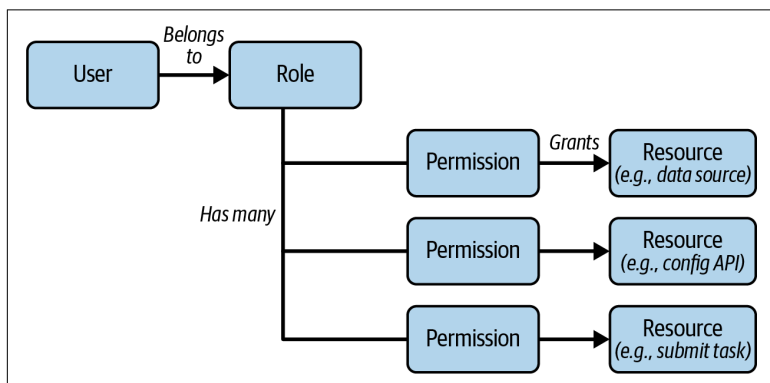 Belongs
to
User
Role
Grants
Permission
Resource
(e.g., data source)
Has many
Permission
Resource
(e.g., config API)
Permission
Resource
(e.g., submit task)